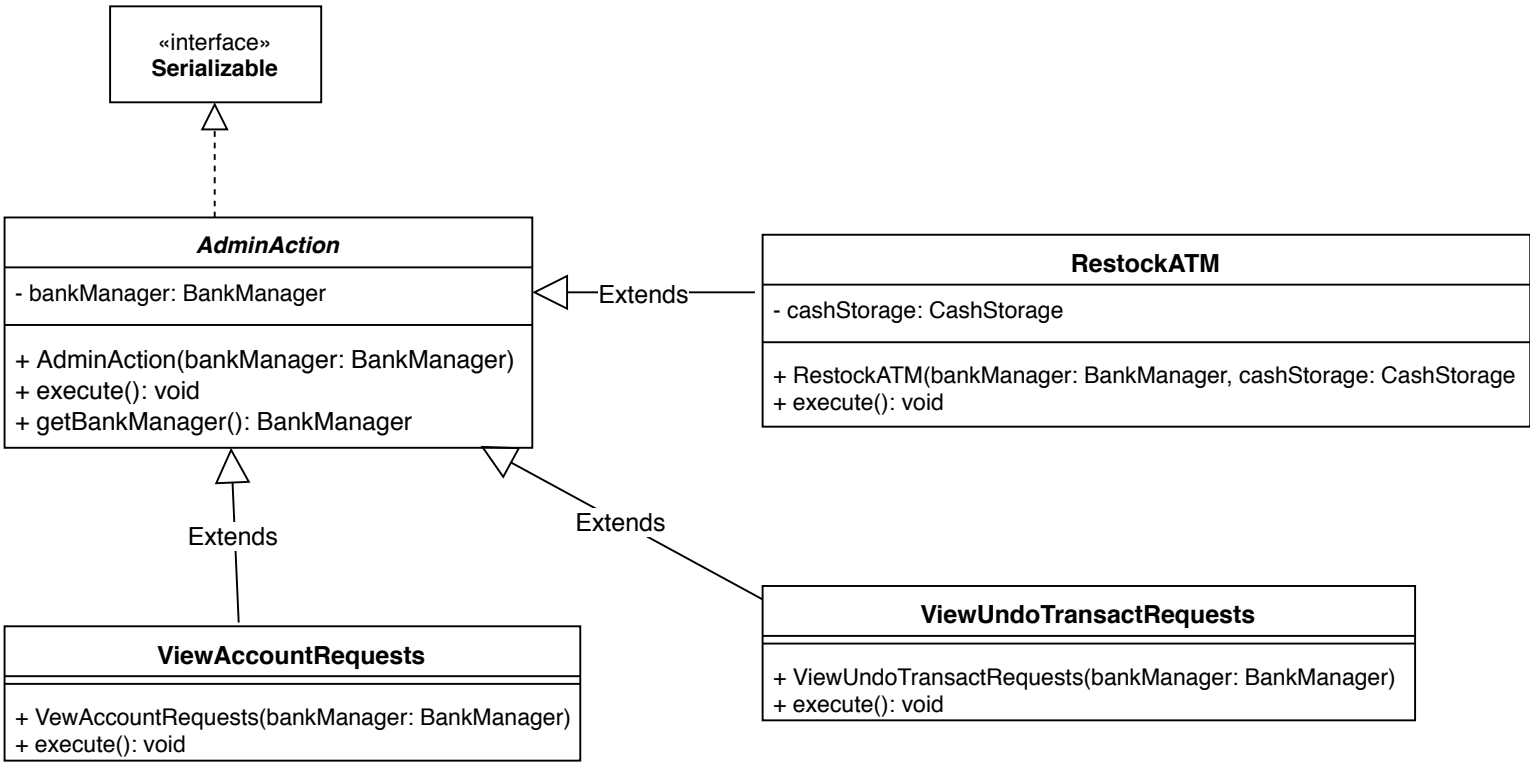 «interface»
Serializable
AdminAction
- bankManager: BankManager
+ AdminAction(bankManager: BankManager)
+ execute(): void
+ getBankManager(): BankManager
Extends
RestockATM
- cashStorage: CashStorage
+ RestockATM(bankManager: BankManager, cashStorage: CashStorage
+ execute(): void
Extends
Extends
ViewAccountRequests
+ VewAccountRequests(bankManager: BankManager)
+ execute(): void
ViewUndoTransactRequests
+ ViewUndoTransactRequests(bankManager: BankManager)
+ execute(): void